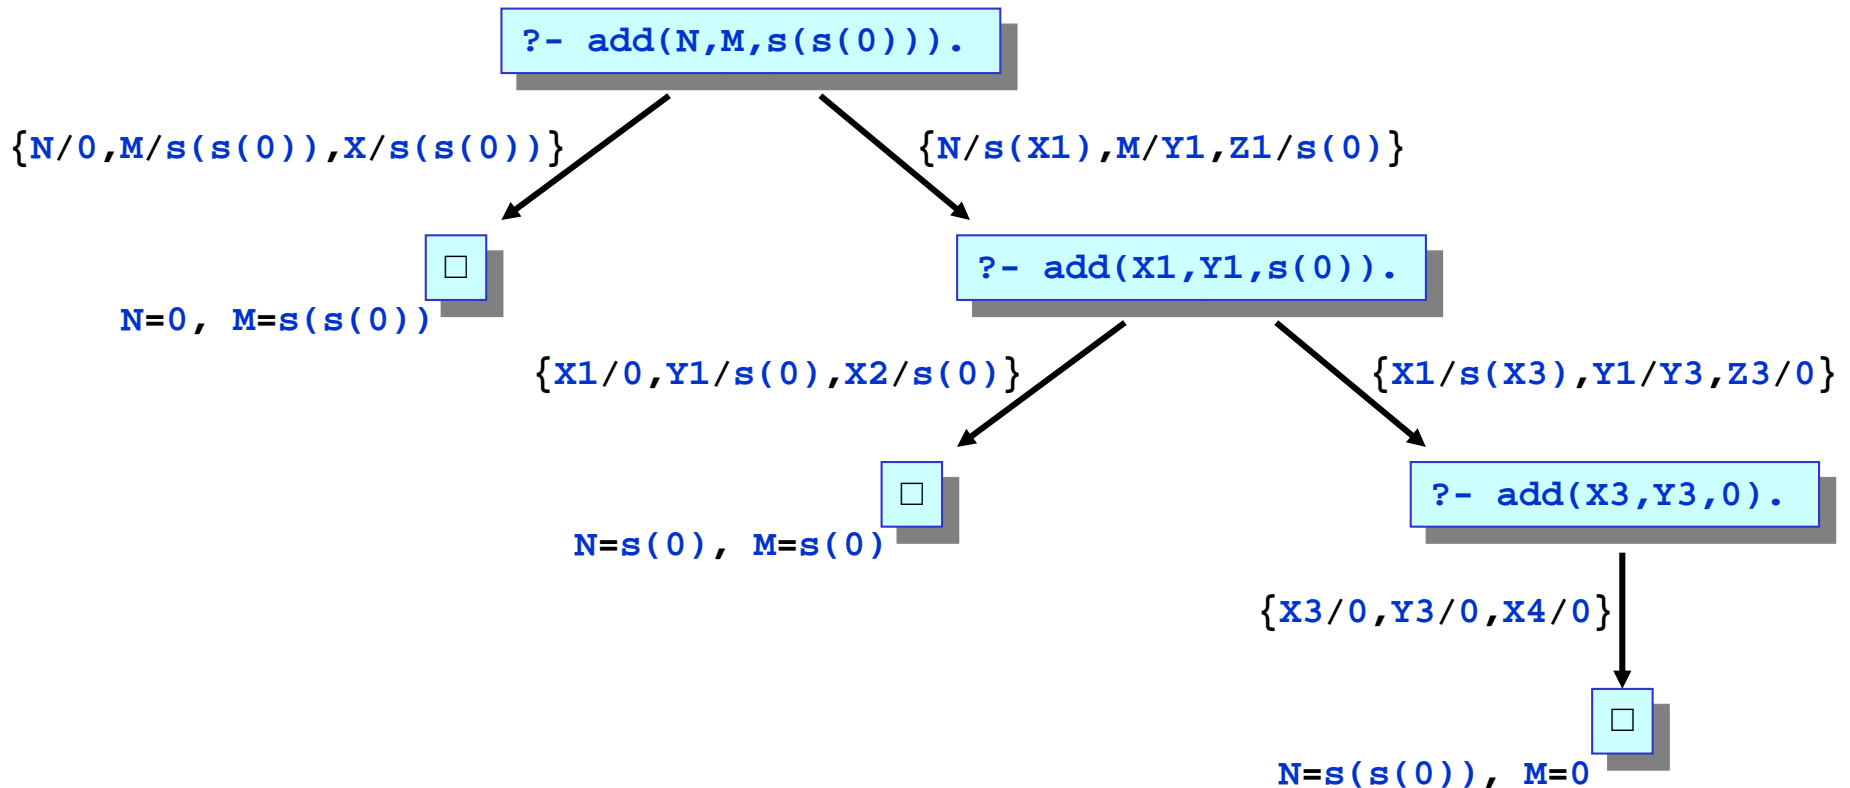 ?- add(N,M,s(s(0))).
{N/0,M/s(s(0)),X/s(s(0))}
{N/s(X1),M/Y1,Z1/s(0)}
□
?- add(X1,Y1,s(0)).
N=0, M=s(s(0))
{X1/0,Y1/s(0),X2/s(0)}
{X1/s(X3),Y1/Y3,Z3/0}
□
?- add(X3,Y3,0).
N=s(0), M=s(0)
{X3/0,Y3/0,X4/0}
□
N=s(s(0)), M=0